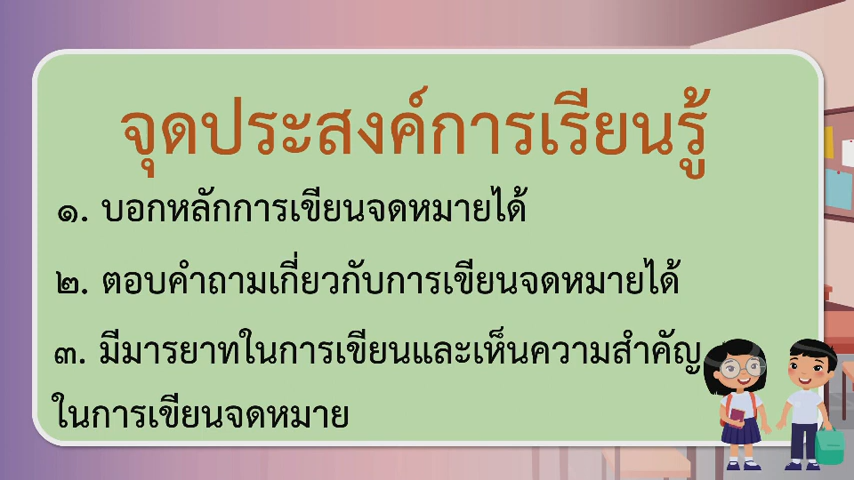 จุดประสงค์การเรียนรู้
๑. บอกหลักการเขียนจดหมายได้
๒. ตอบคำถามเกี่ยวกับการเขียนจดหมายได้
๓. มีมารยาทในการเขียนและเห็นความสำคัญ
ในการเขียนจดหมาย